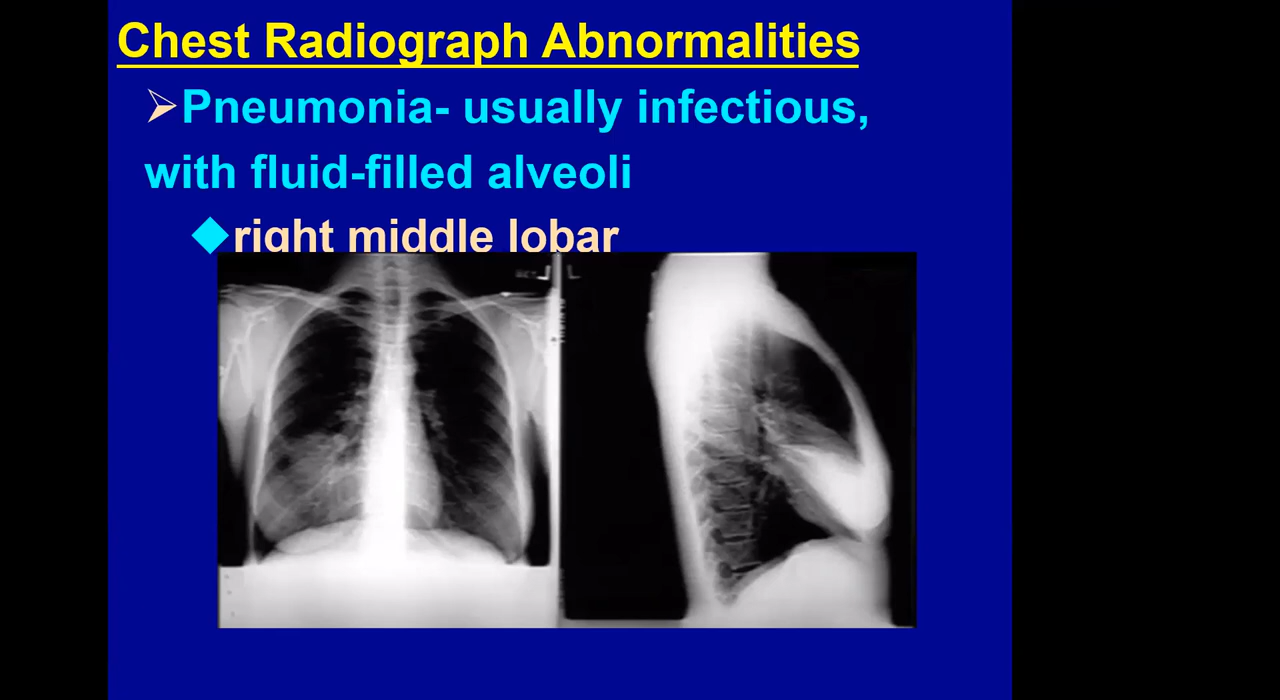 Chest Radiograph Abnormalities
➢Pneumonia- usually infectious,
with fluid-filled alveoli
◆right middle lobar
L